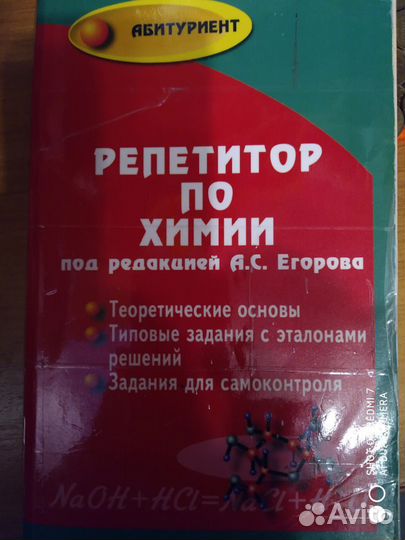 АБИТУРИЕНТ
РЕПЕТИТОР
ПО
ХИМИИ
под редакцией А.С. Егорова
Теоретические основы
Типовые задания с эталонами
решений
Задания для самоконтроля
NaOH+HCl=NaCl+H
Avito